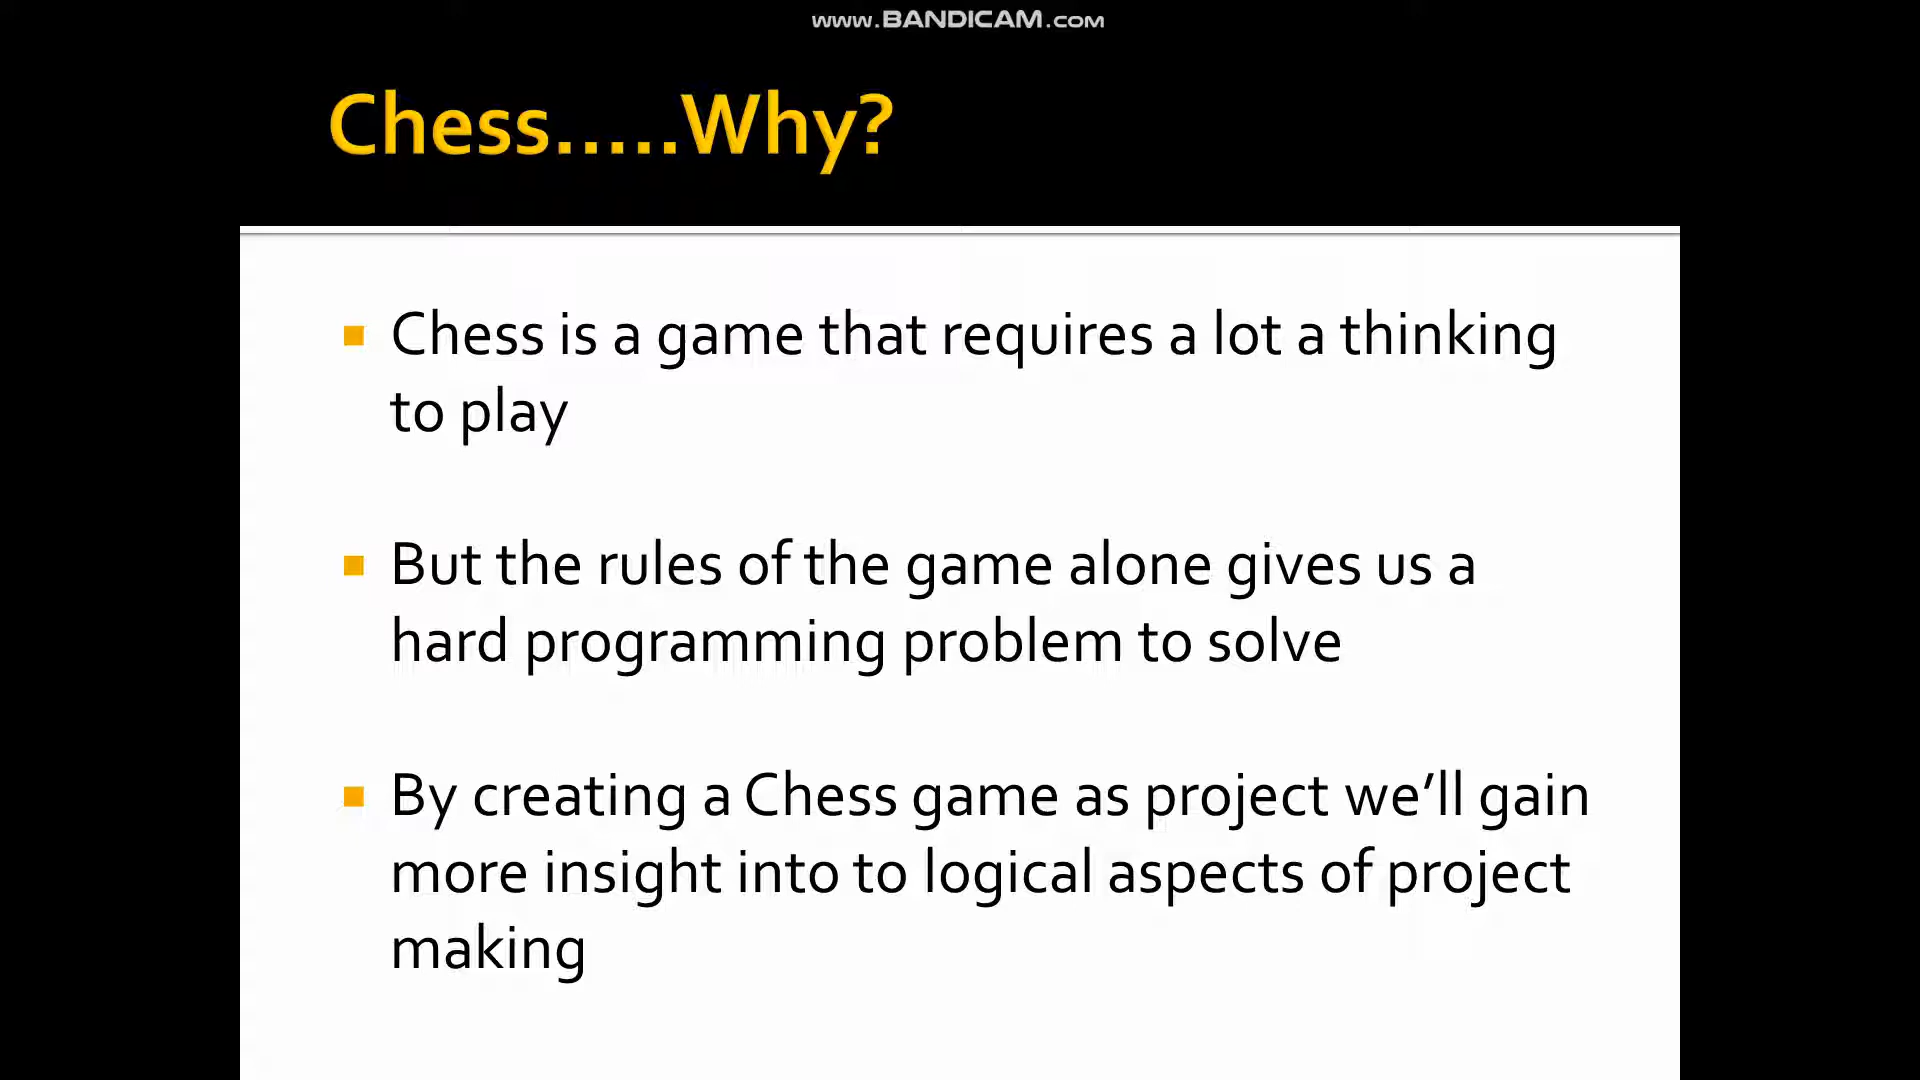 www.BANDICAM.com
Chess.....Why?
Chess is a game that requires a lot a thinking
to play
But the rules of the game alone gives us a
hard programming problem to solve
By creating a Chess game as project we’ll gain
more insight into to logical aspects of project
making